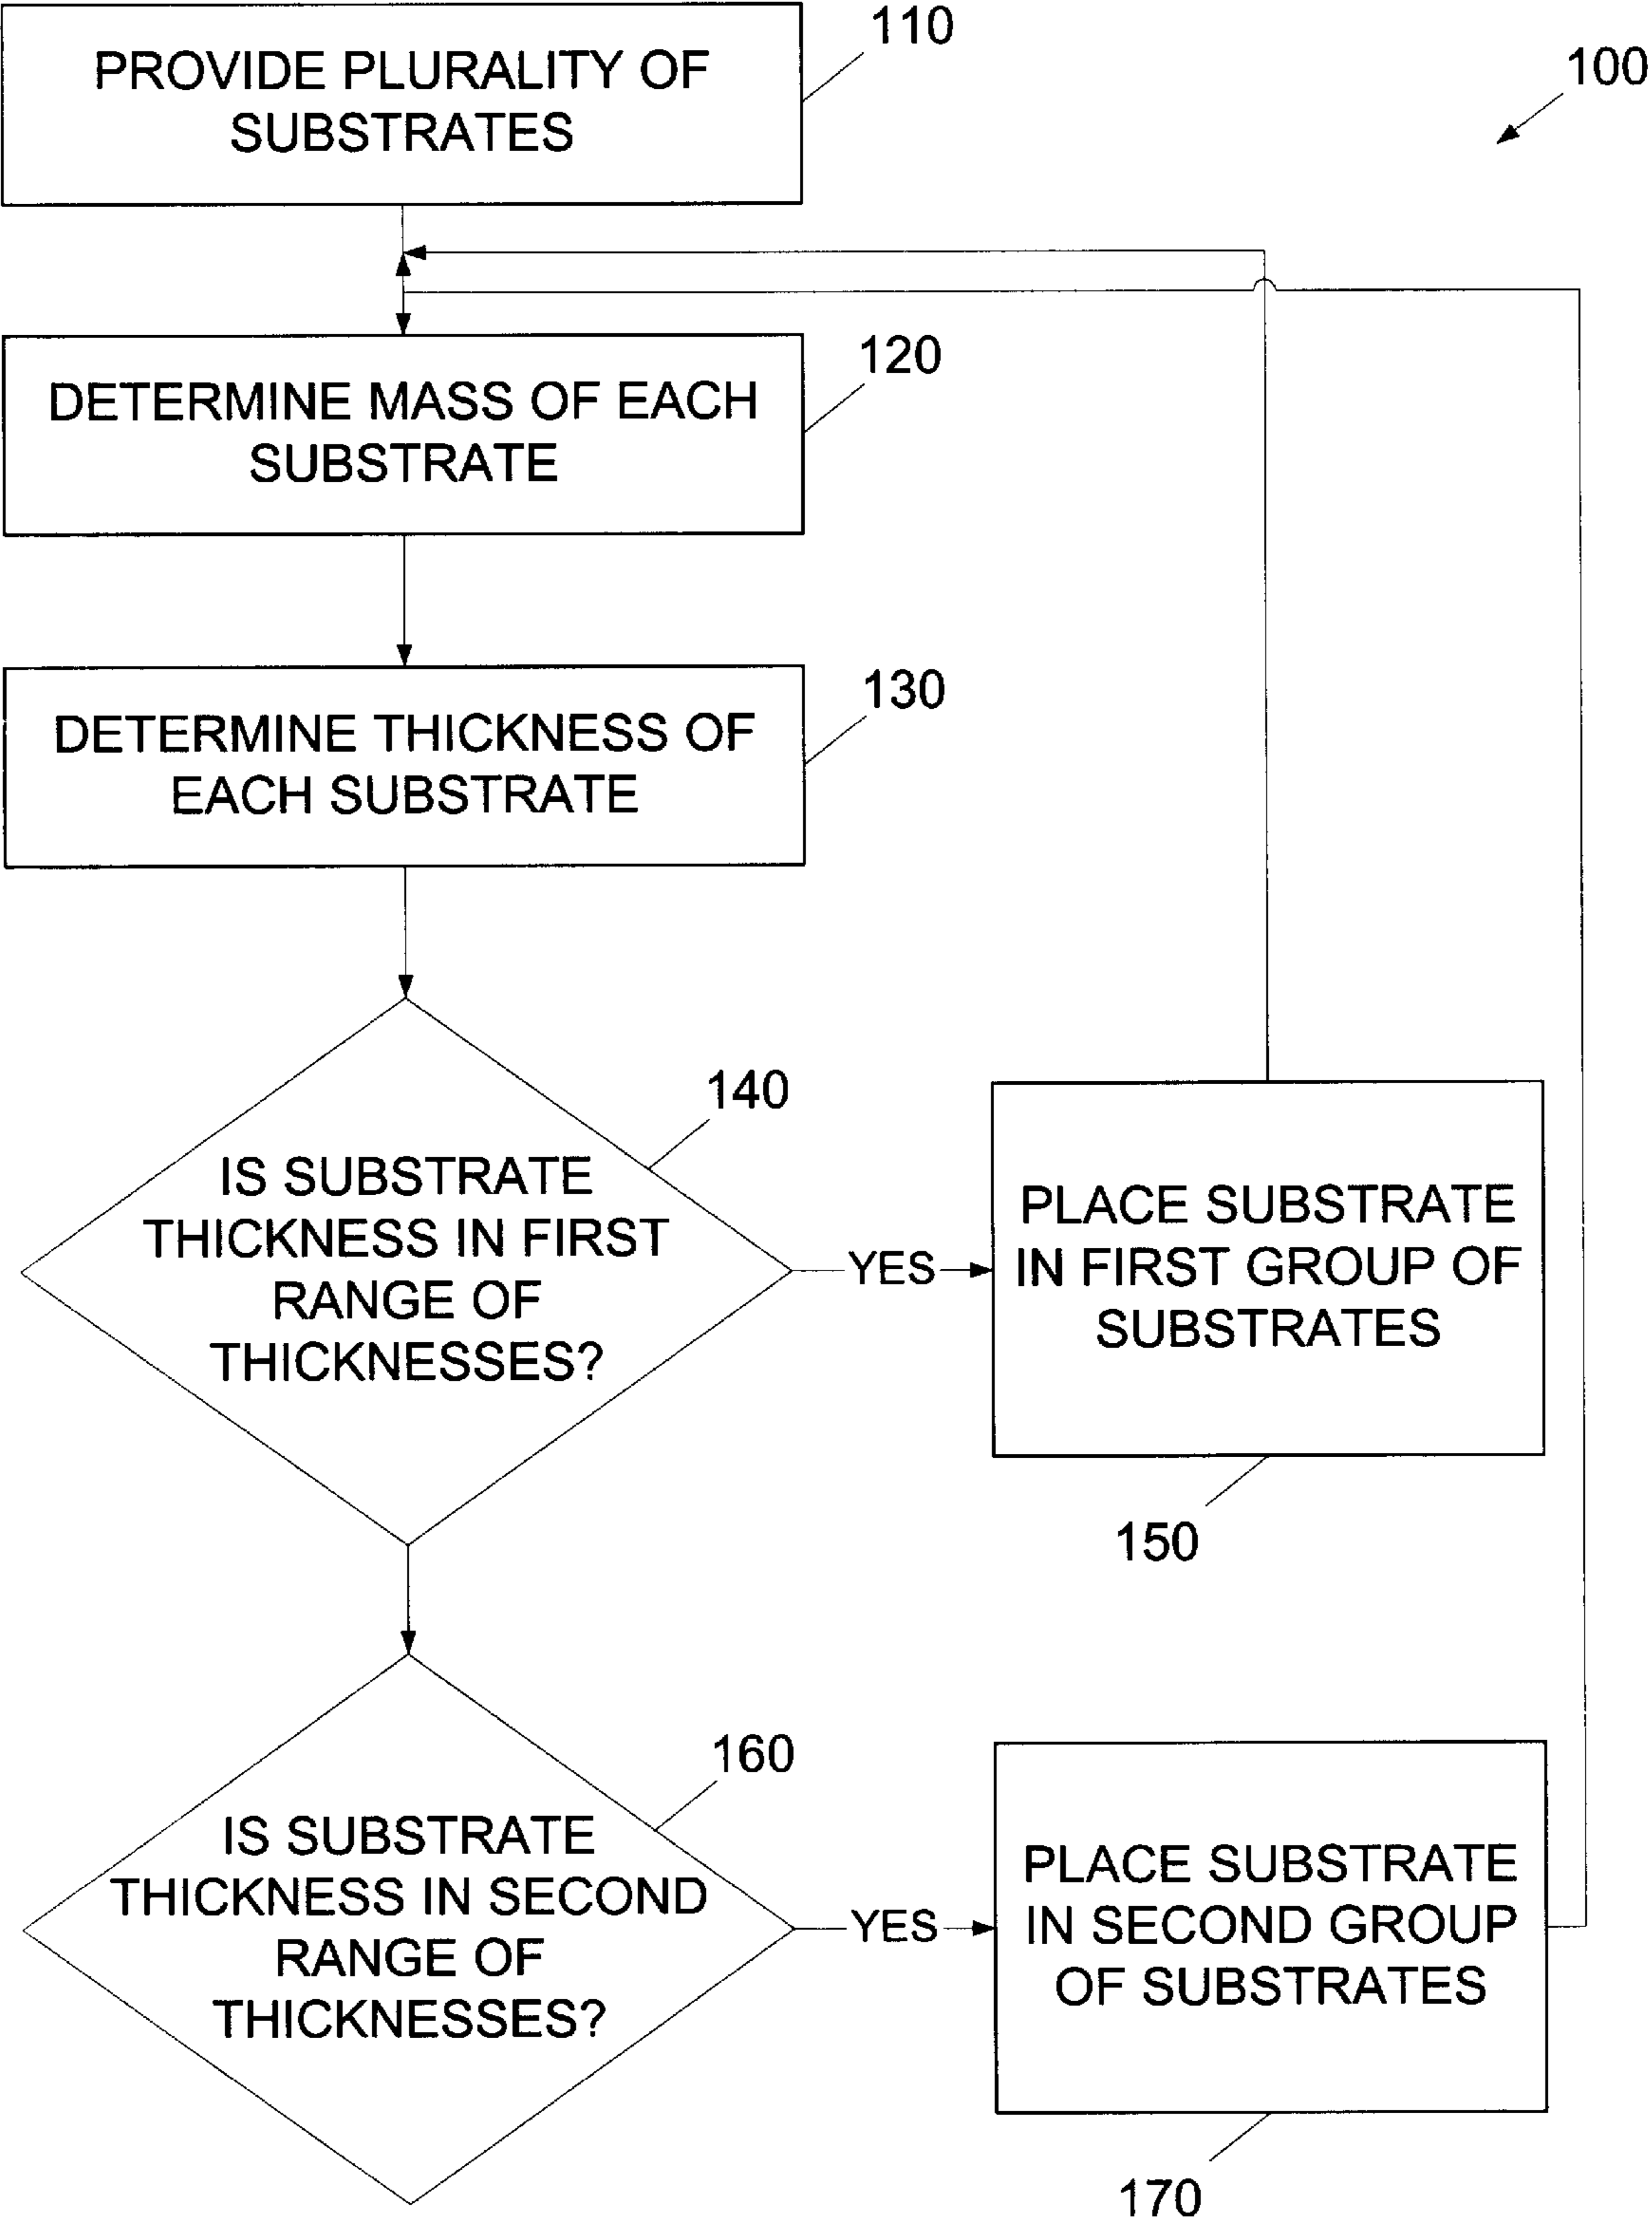 110
100
PROVIDE PLURALITY OF
SUBSTRATES
120
DETERMINE MASS OF EACH
SUBSTRATE
130
DETERMINE THICKNESS OF
EACH SUBSTRATE
140
IS SUBSTRATE
THICKNESS IN FIRST
RANGE OF
THICKNESSES?
YES
PLACE SUBSTRATE
IN FIRST GROUP OF
SUBSTRATES
150
160
IS SUBSTRATE
THICKNESS IN SECOND
RANGE OF
THICKNESSES?
YES
PLACE SUBSTRATE
IN SECOND GROUP
OF SUBSTRATES
170